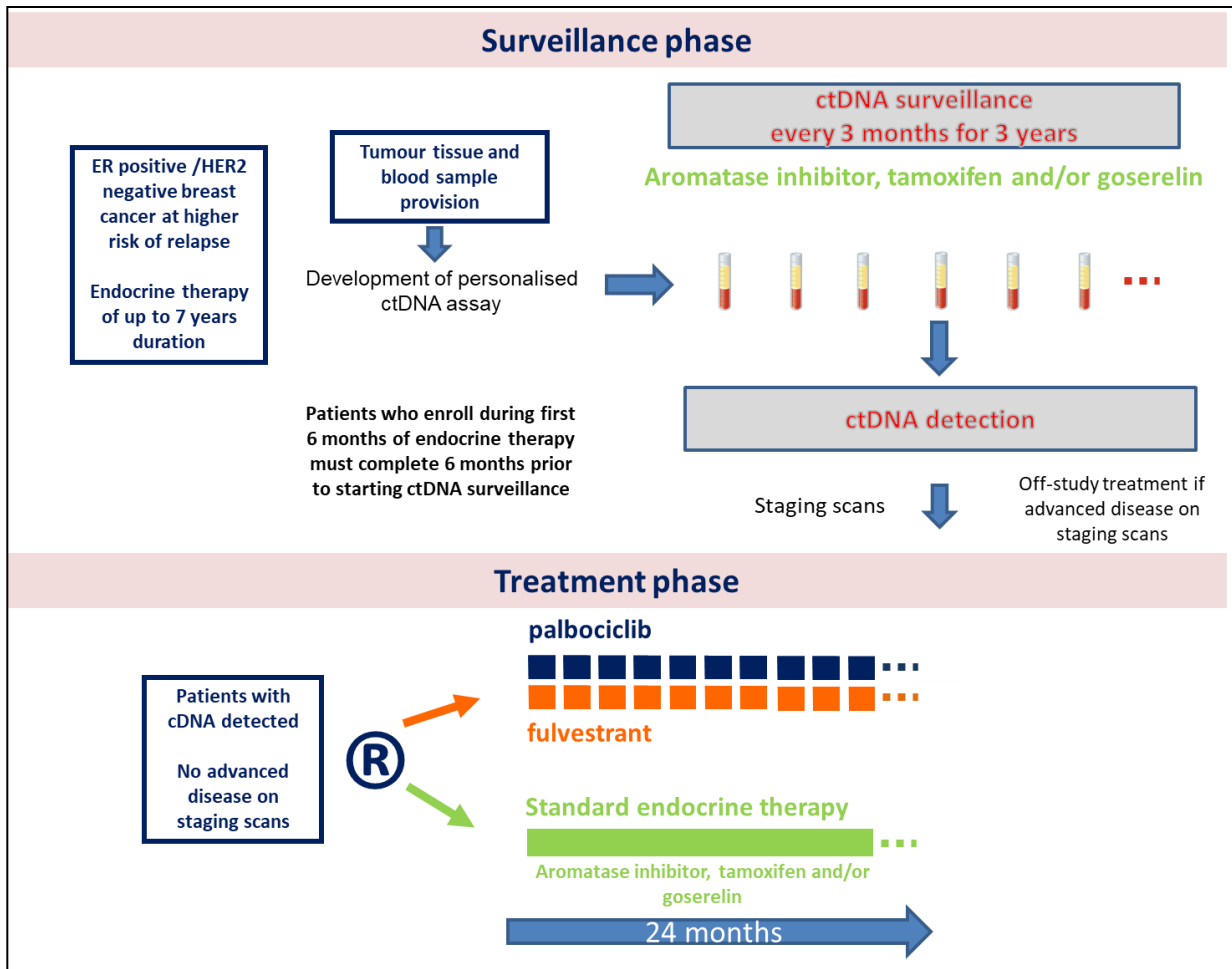 Surveillance phase
ctDNA surveillance
every 3 months for 3 years
ER positive /HER2
negative breast
cancer at higher
risk of relapse
Endocrine therapy
of up to 7 years
duration
Tumour tissue and
blood sample
provision
Aromatase inhibitor, tamoxifen and/or goserelin
Development of personalised
ctDNA assay
...
Patients who enroll during first
6 months of endocrine therapy
must complete 6 months prior
to starting ctDNA surveillance
ctDNA detection
Staging scans
Off-study treatment if
advanced disease on
staging scans
Treatment phase
Patients with
cDNA detected
No advanced
disease on
staging scans
R
palbociclib
...
...
fulvestrant
Standard endocrine therapy
...
Aromatase inhibitor, tamoxifen and/or
goserelin
24 months